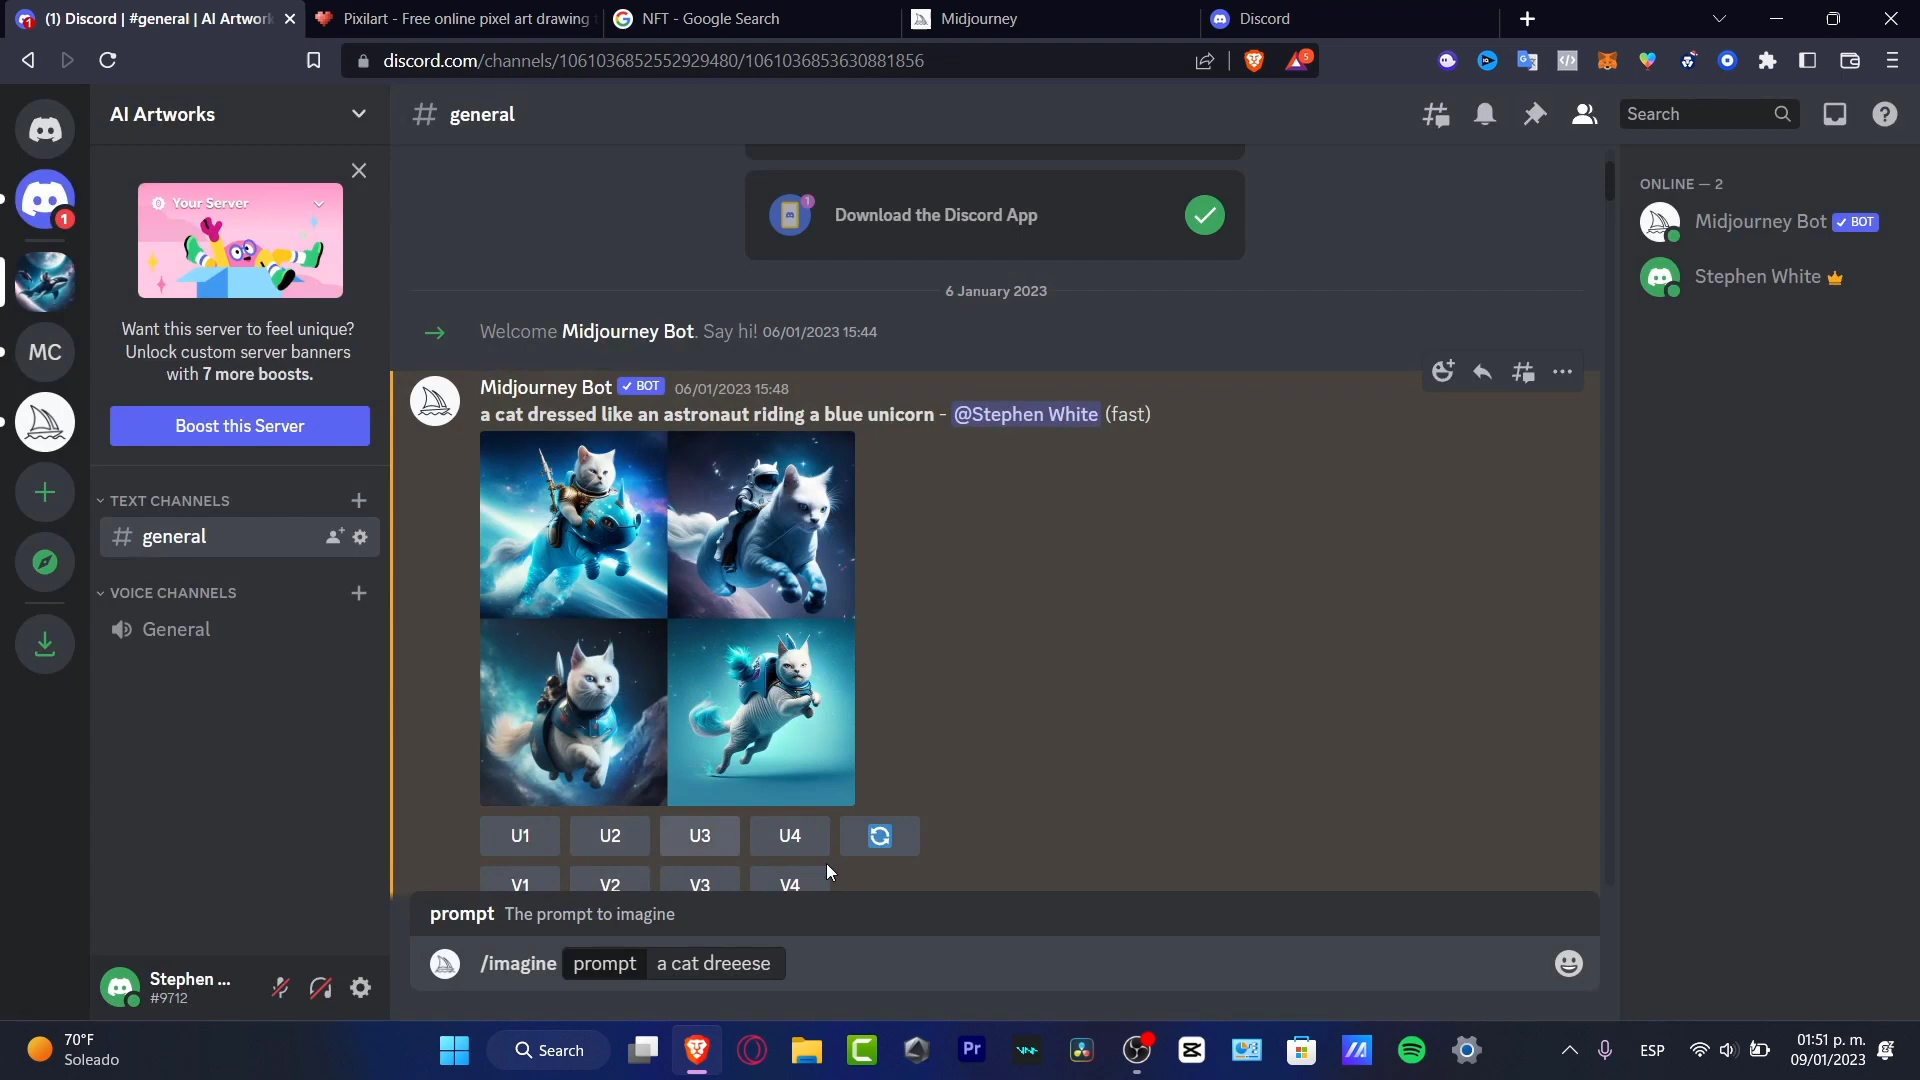 (1) Discord | #general | AI Artwork
Pixilart - Free online pixel art drawing
NFT - Google Search
Midjourney
Discord
discord.com/channels/1061036852552929480/1061036853630881856
5
AI Artworks
general
Search
1
MC
Your Server
Want this server to feel unique?
Unlock custom server banners
with 7 more boosts.
Boost this Server
TEXT CHANNELS
general
VOICE CHANNELS
General
1
Download the Discord App
6 January 2023
Welcome Midjourney Bot. Say hi! 06/01/2023 15:44
Midjourney Bot BOT 06/01/2023 15:48
a cat dressed like an astronaut riding a blue unicorn - @Stephen White (fast)
U1 U2 U3 U4
V1 V2 V3 V4
prompt The prompt to imagine
/imagine prompt a cat dreeese
ONLINE — 2
Midjourney Bot BOT
Stephen White
Stephen ...
#9712
70°F
Soleado
Search
Pr
ESP
01:51 p. m.
09/01/2023